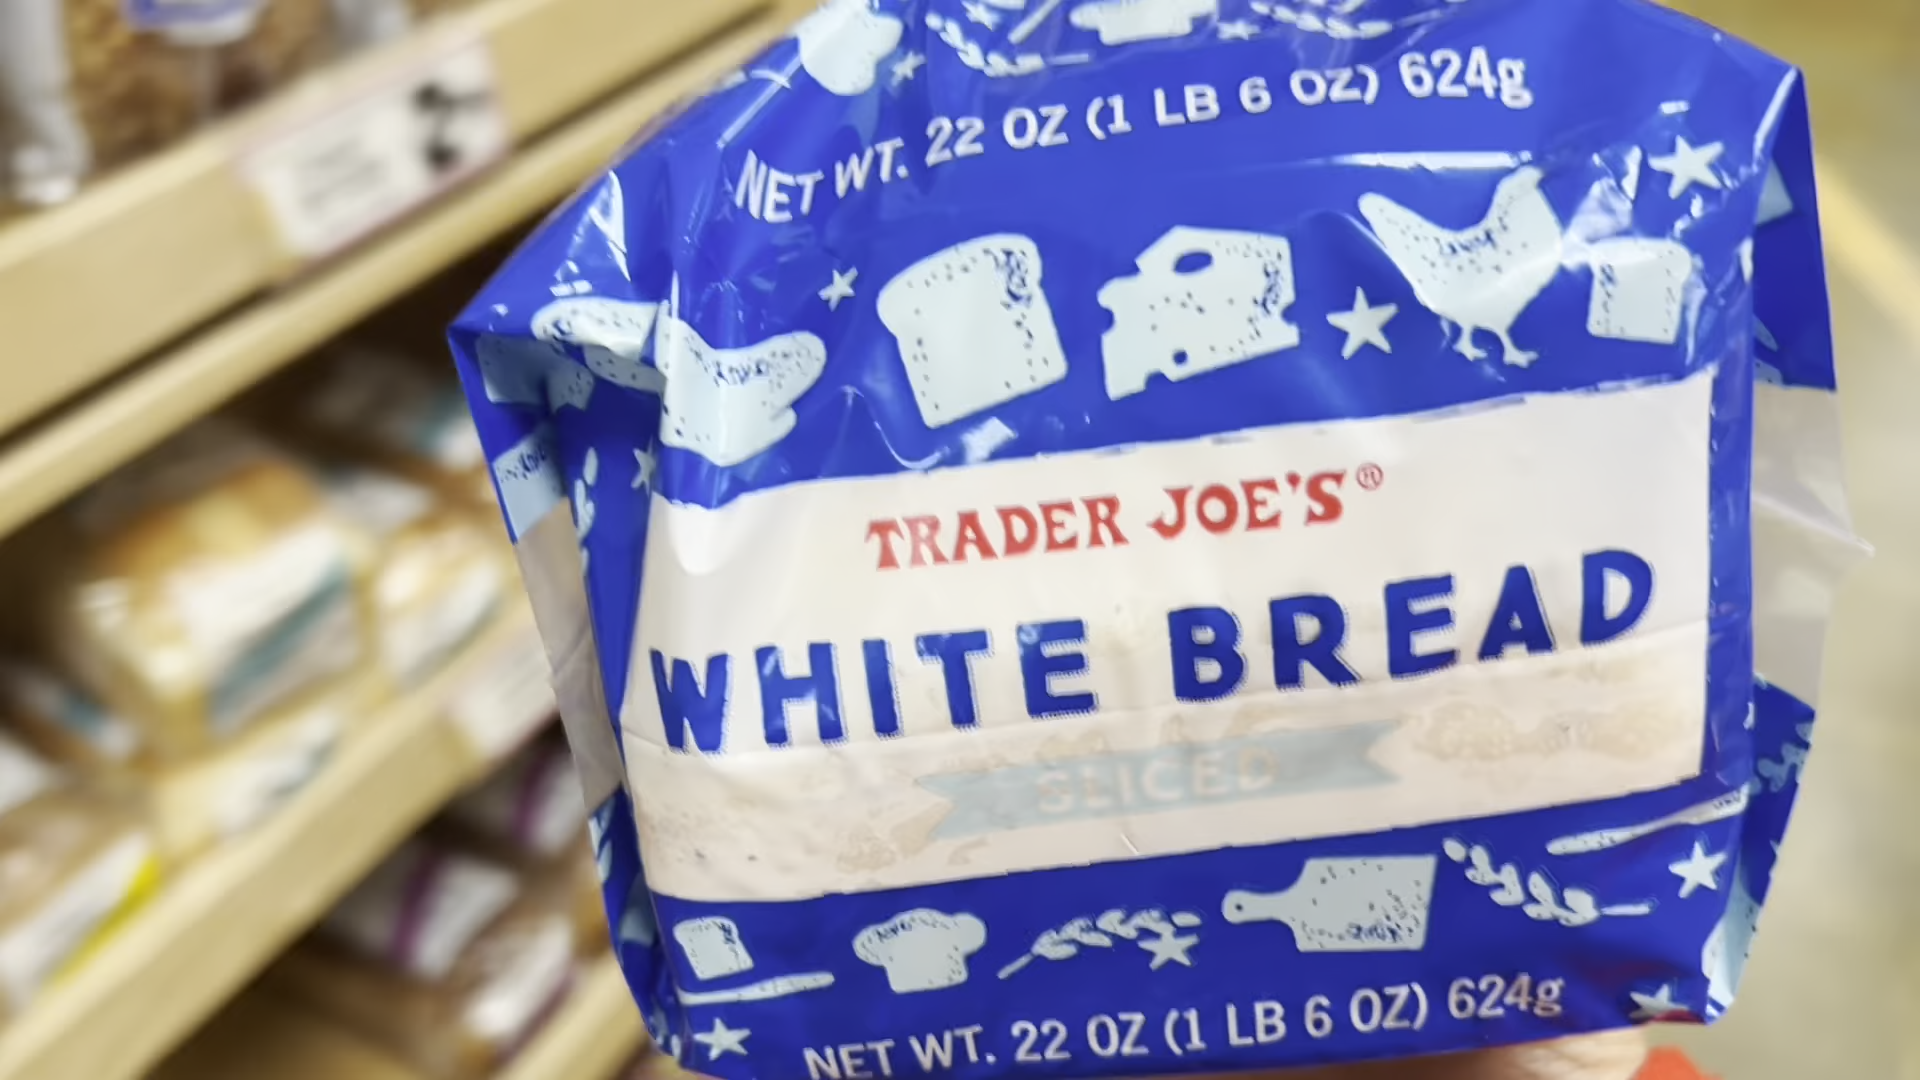 NET WT. 22 OZ (1 LB 6 OZ) 624g
TRADER JOE'S®
WHITE BREAD
SLICED
NET WT. 22 OZ (1 LB 6 OZ) 624g